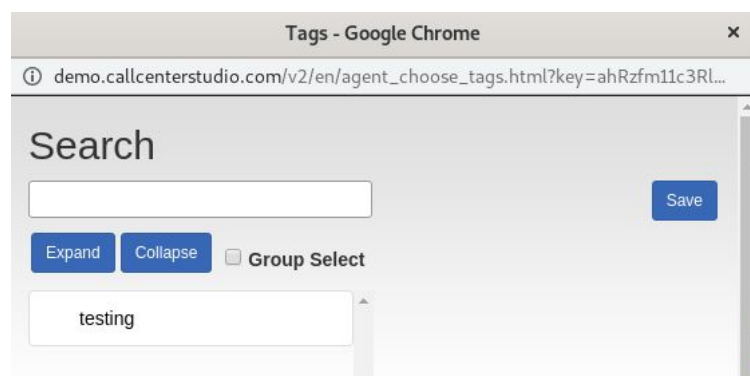 Tags - Google Chrome
demo.callcenterstudio.com/v2/en/agent_choose_tags.html?key=ahRzfm11c3Rl...
Search
Save
Expand Collapse Group Select
testing